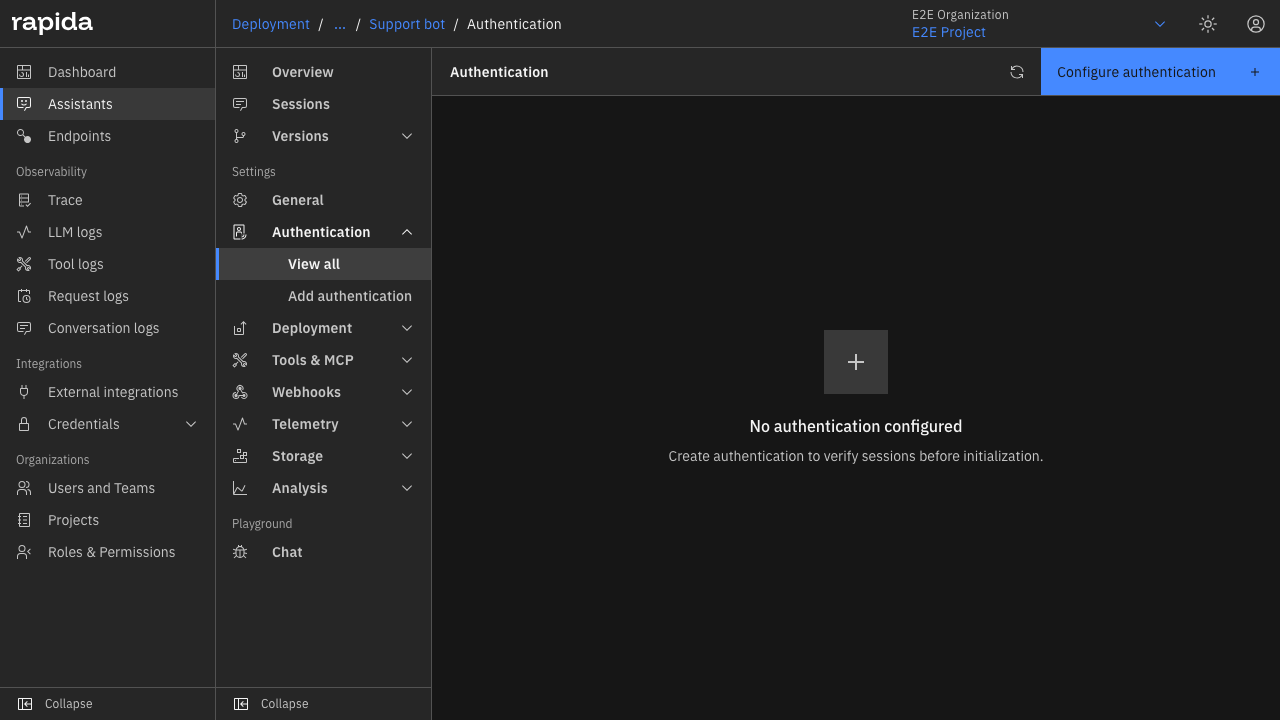 rapida
Deployment / ... / Support bot / Authentication
E2E Organization
E2E Project
Dashboard
Assistants
Endpoints
Observability
Trace
LLM logs
Tool logs
Request logs
Conversation logs
Integrations
External integrations
Credentials
Organizations
Users and Teams
Projects
Roles & Permissions
Collapse
Overview
Sessions
Versions
Settings
General
Authentication
View all
Add authentication
Deployment
Tools & MCP
Webhooks
Telemetry
Storage
Analysis
Playground
Chat
Collapse
Authentication
Configure authentication +
No authentication configured
Create authentication to verify sessions before initialization.